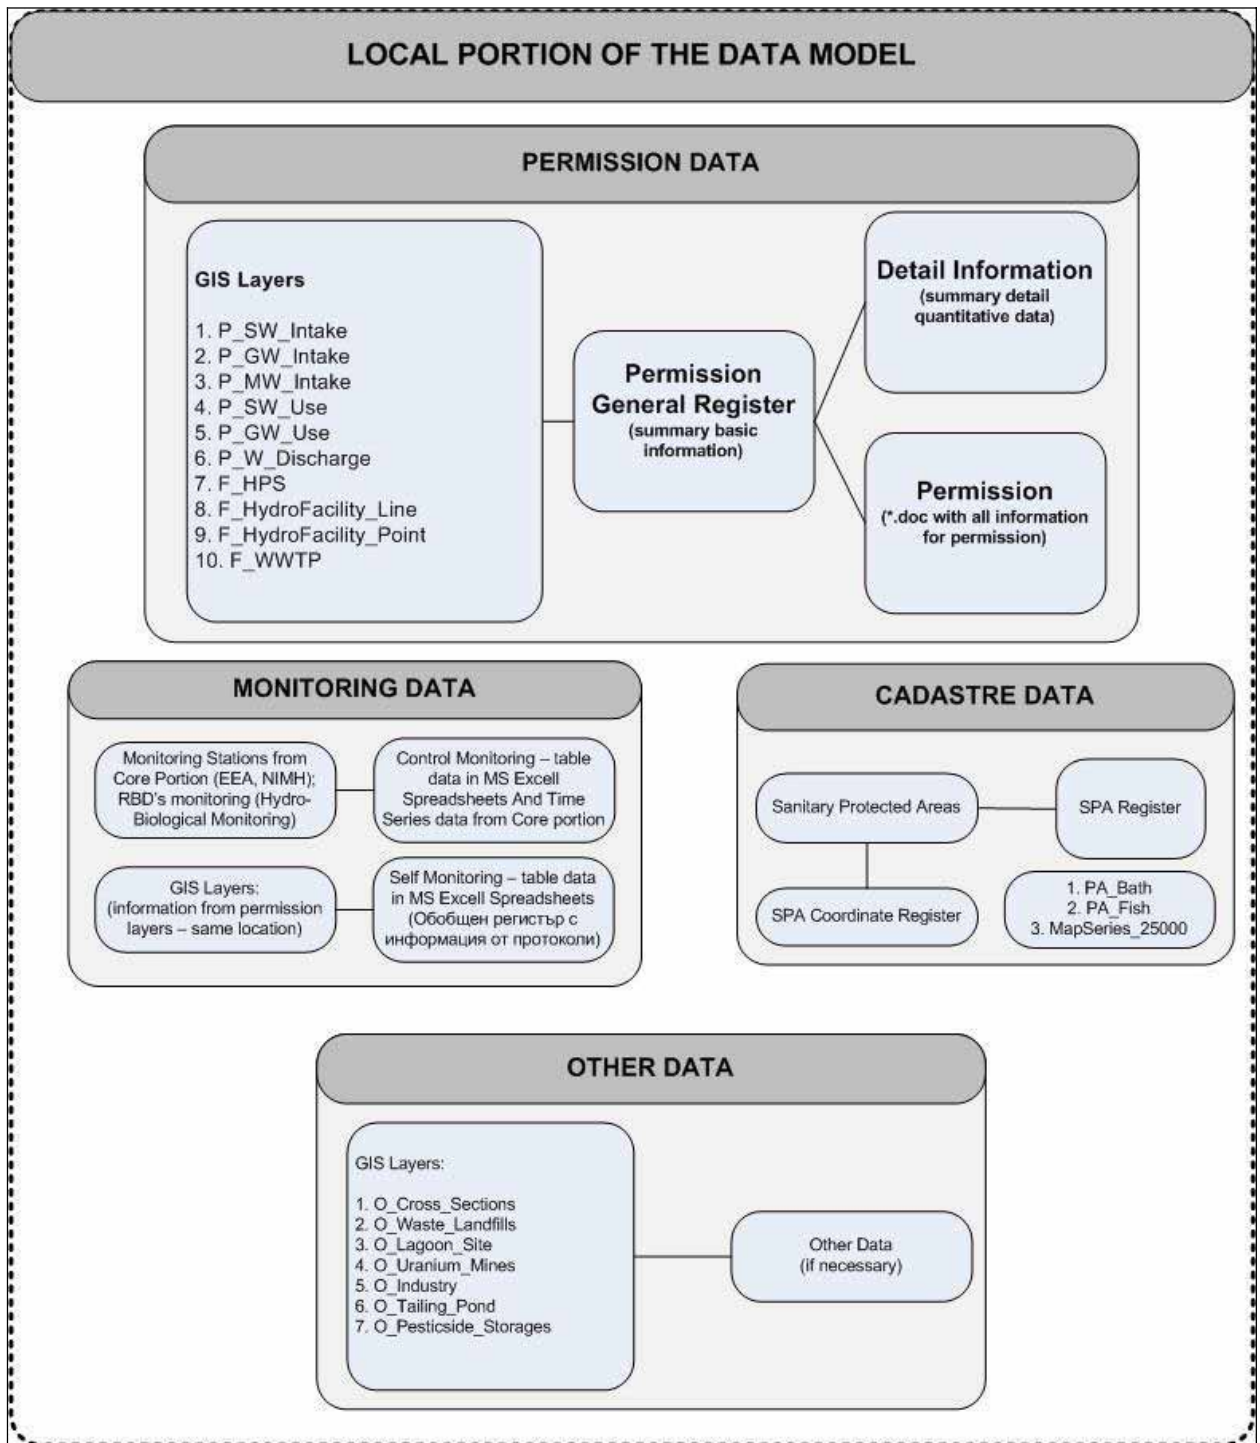 LOCAL PORTION OF THE DATA MODEL
PERMISSION DATA
GIS Layers
1. P_SW_Intake
2. P_GW_Intake
3. P_MW_Intake
4. P_SW_Use
5. P_GW_Use
6. P_W_Discharge
7. F_HPS
8. F_HydroFacility_Line
9. F_HydroFacility_Point
10. F_WWTP
Permission
General Register
(summary basic
information)
Detail Information
(summary detail
quantitative data)
Permission
(*.doc with all information
for permission)
MONITORING DATA
Monitoring Stations from
Core Portion (EEA, NIMH);
RBD's monitoring (Hydro-
Biological Monitoring)
Control Monitoring – table
data in MS Excell
Spreadsheets And Time
Series data from Core portion
GIS Layers:
(information from permission
layers – same location)
Self Monitoring – table data
in MS Excell Spreadsheets
(Обобщен регистър с
информация от протоколи)
CADASTRE DATA
Sanitary Protected Areas
SPA Register
SPA Coordinate Register
1. PA_Bath
2. PA_Fish
3. MapSeries_25000
OTHER DATA
GIS Layers:
1. O_Cross_Sections
2. O_Waste_Landfills
3. O_Lagoon_Site
4. O_Uranium_Mines
5. O_Industry
6. O_Tailing_Pond
7. O_Pesticside_Storages
Other Data
(if necessary)